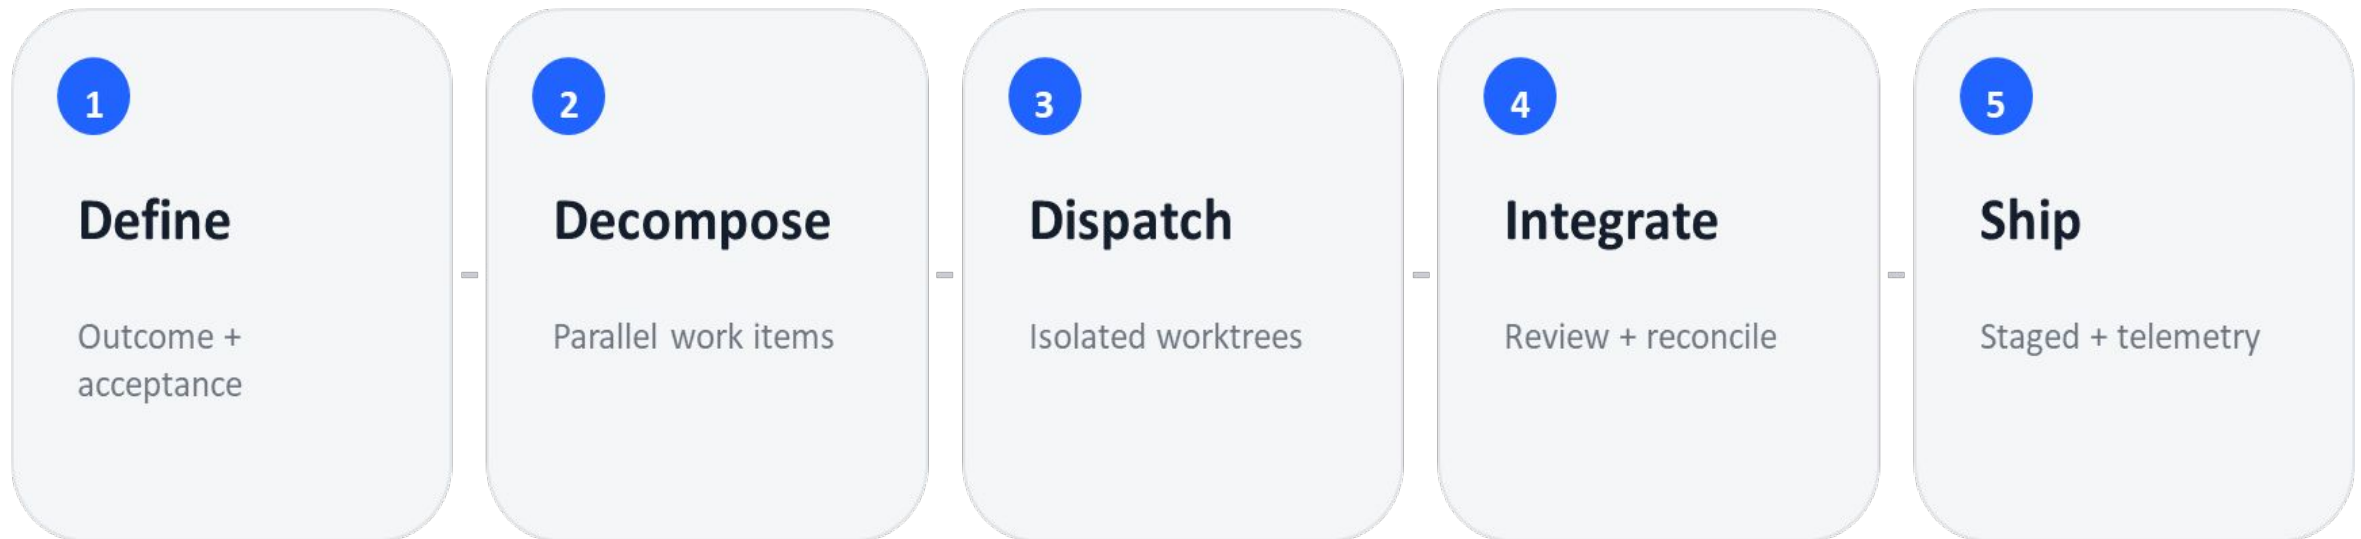 1
Define
Outcome +
acceptance
2
Decompose
Parallel work items
3
Dispatch
Isolated worktrees
4
Integrate
Review + reconcile
5
Ship
Staged + telemetry